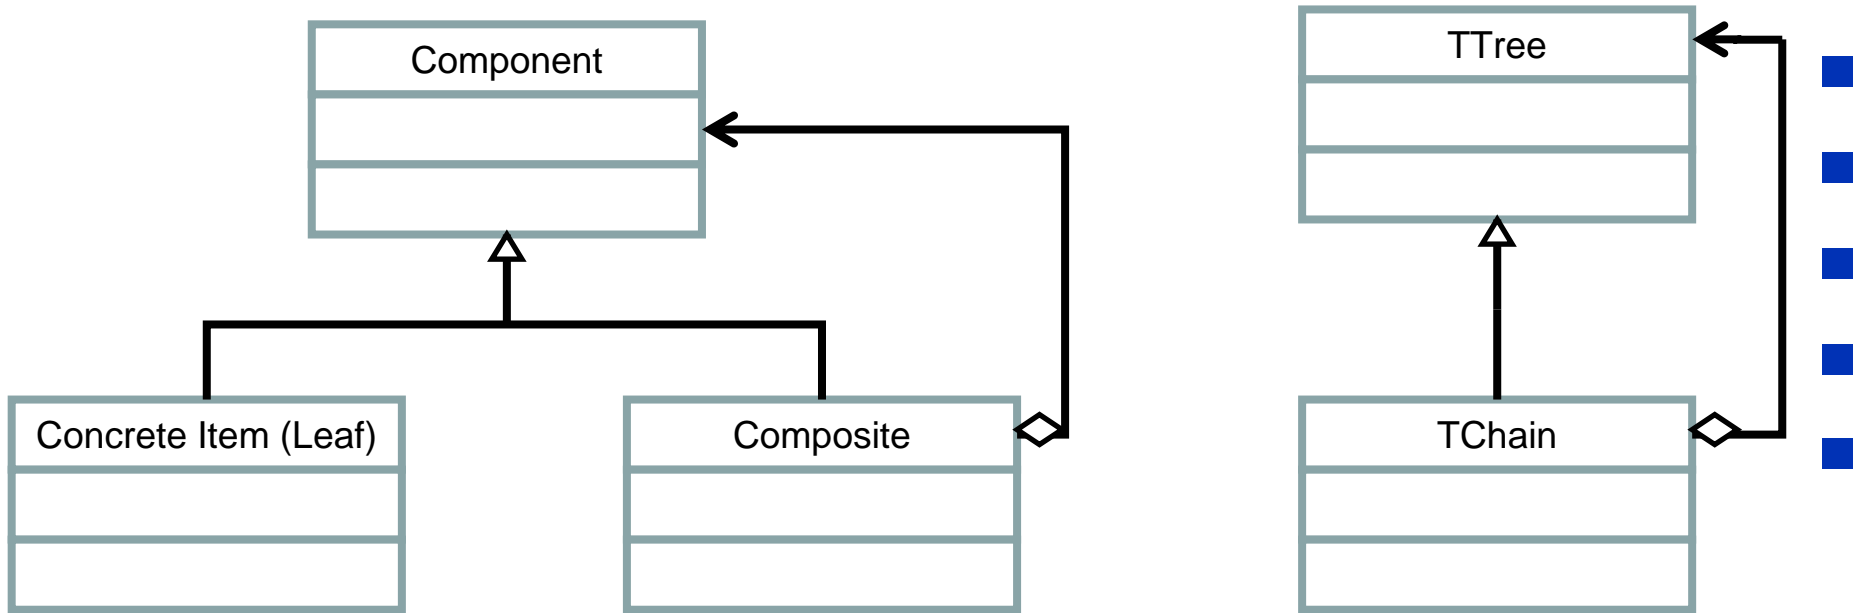 Component
TTree
Concrete Item (Leaf)
Composite
TChain